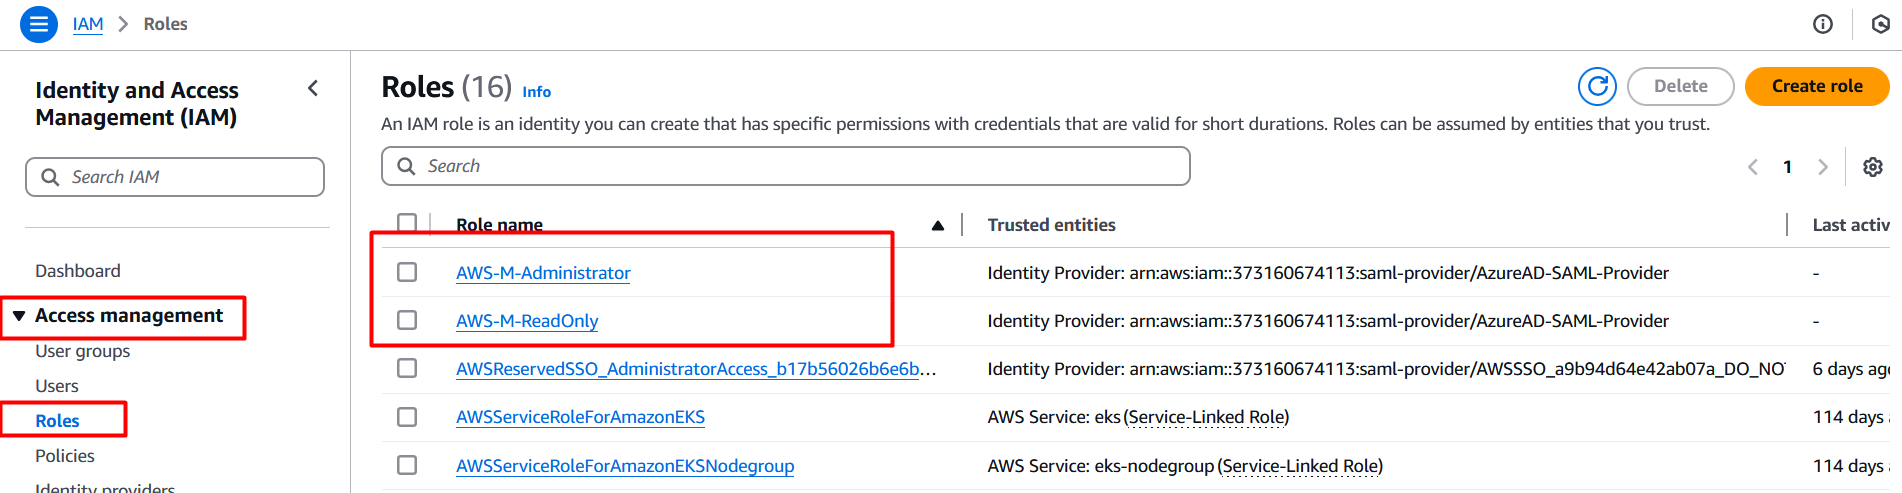 IAM > Roles
Identity and Access Management (IAM)
Search IAM
Dashboard
Access management
User groups
Users
Roles
Policies
Identity providers
Roles (16) Info
Delete
Create role
An IAM role is an identity you can create that has specific permissions with credentials that are valid for short durations. Roles can be assumed by entities that you trust.
Search
1
Role name Trusted entities Last activ
AWS-M-Administrator Identity Provider: arn:aws:iam::373160674113:saml-provider/AzureAD-SAML-Provider -
AWS-M-ReadOnly Identity Provider: arn:aws:iam::373160674113:saml-provider/AzureAD-SAML-Provider -
AWSReservedSSO_AdministratorAccess_b17b56026b6e6b... Identity Provider: arn:aws:iam::373160674113:saml-provider/AWSSSO_a9b94d64e42ab07a_DO_NOT 6 days ago
AWSServiceRoleForAmazonEKS AWS Service: eks (Service-Linked Role) 114 days
AWSServiceRoleForAmazonEKSNodegroup AWS Service: eks-nodegroup (Service-Linked Role) 114 days